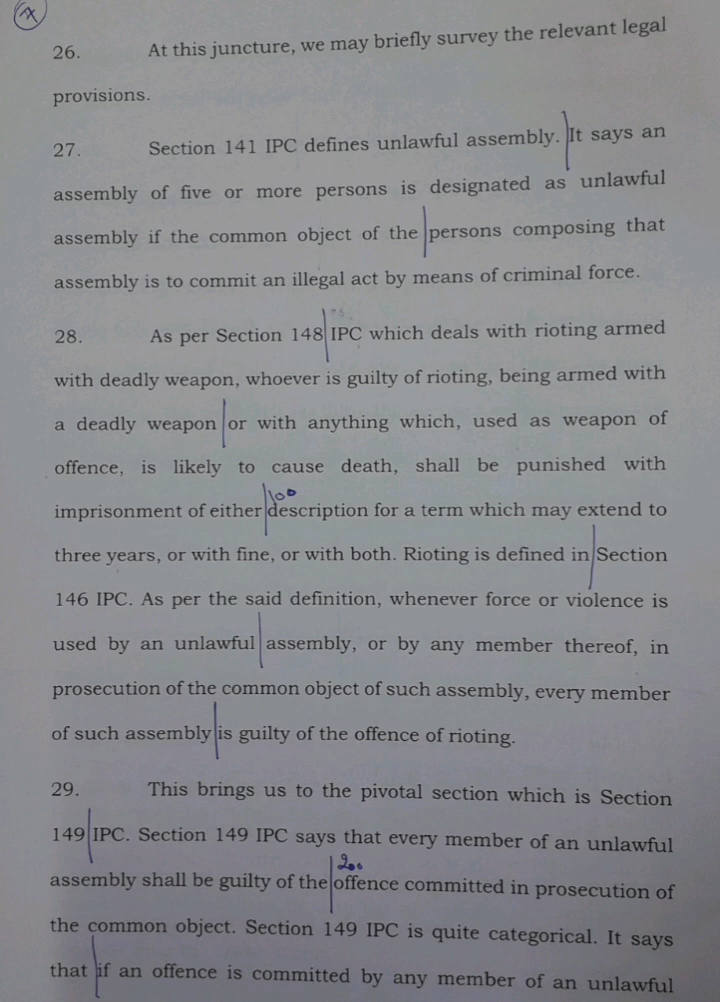 7
26. At this juncture, we may briefly survey the relevant legal
provisions.
27. Section 141 IPC defines unlawful assembly. It says an
assembly of five or more persons is designated as unlawful
assembly if the common object of the persons composing that
assembly is to commit an illegal act by means of criminal force.
28. As per Section 148 IPC which deals with rioting armed
with deadly weapon, whoever is guilty of rioting, being armed with
a deadly weapon or with anything which, used as weapon of
offence, is likely to cause death, shall be punished with
100
imprisonment of either description for a term which may extend to
three years, or with fine, or with both. Rioting is defined in Section
146 IPC. As per the said definition, whenever force or violence is
used by an unlawful assembly, or by any member thereof, in
prosecution of the common object of such assembly, every member
of such assembly is guilty of the offence of rioting.
29. This brings us to the pivotal section which is Section
149 IPC. Section 149 IPC says that every member of an unlawful
200
assembly shall be guilty of the offence committed in prosecution of
the common object. Section 149 IPC is quite categorical. It says
that if an offence is committed by any member of an unlawful